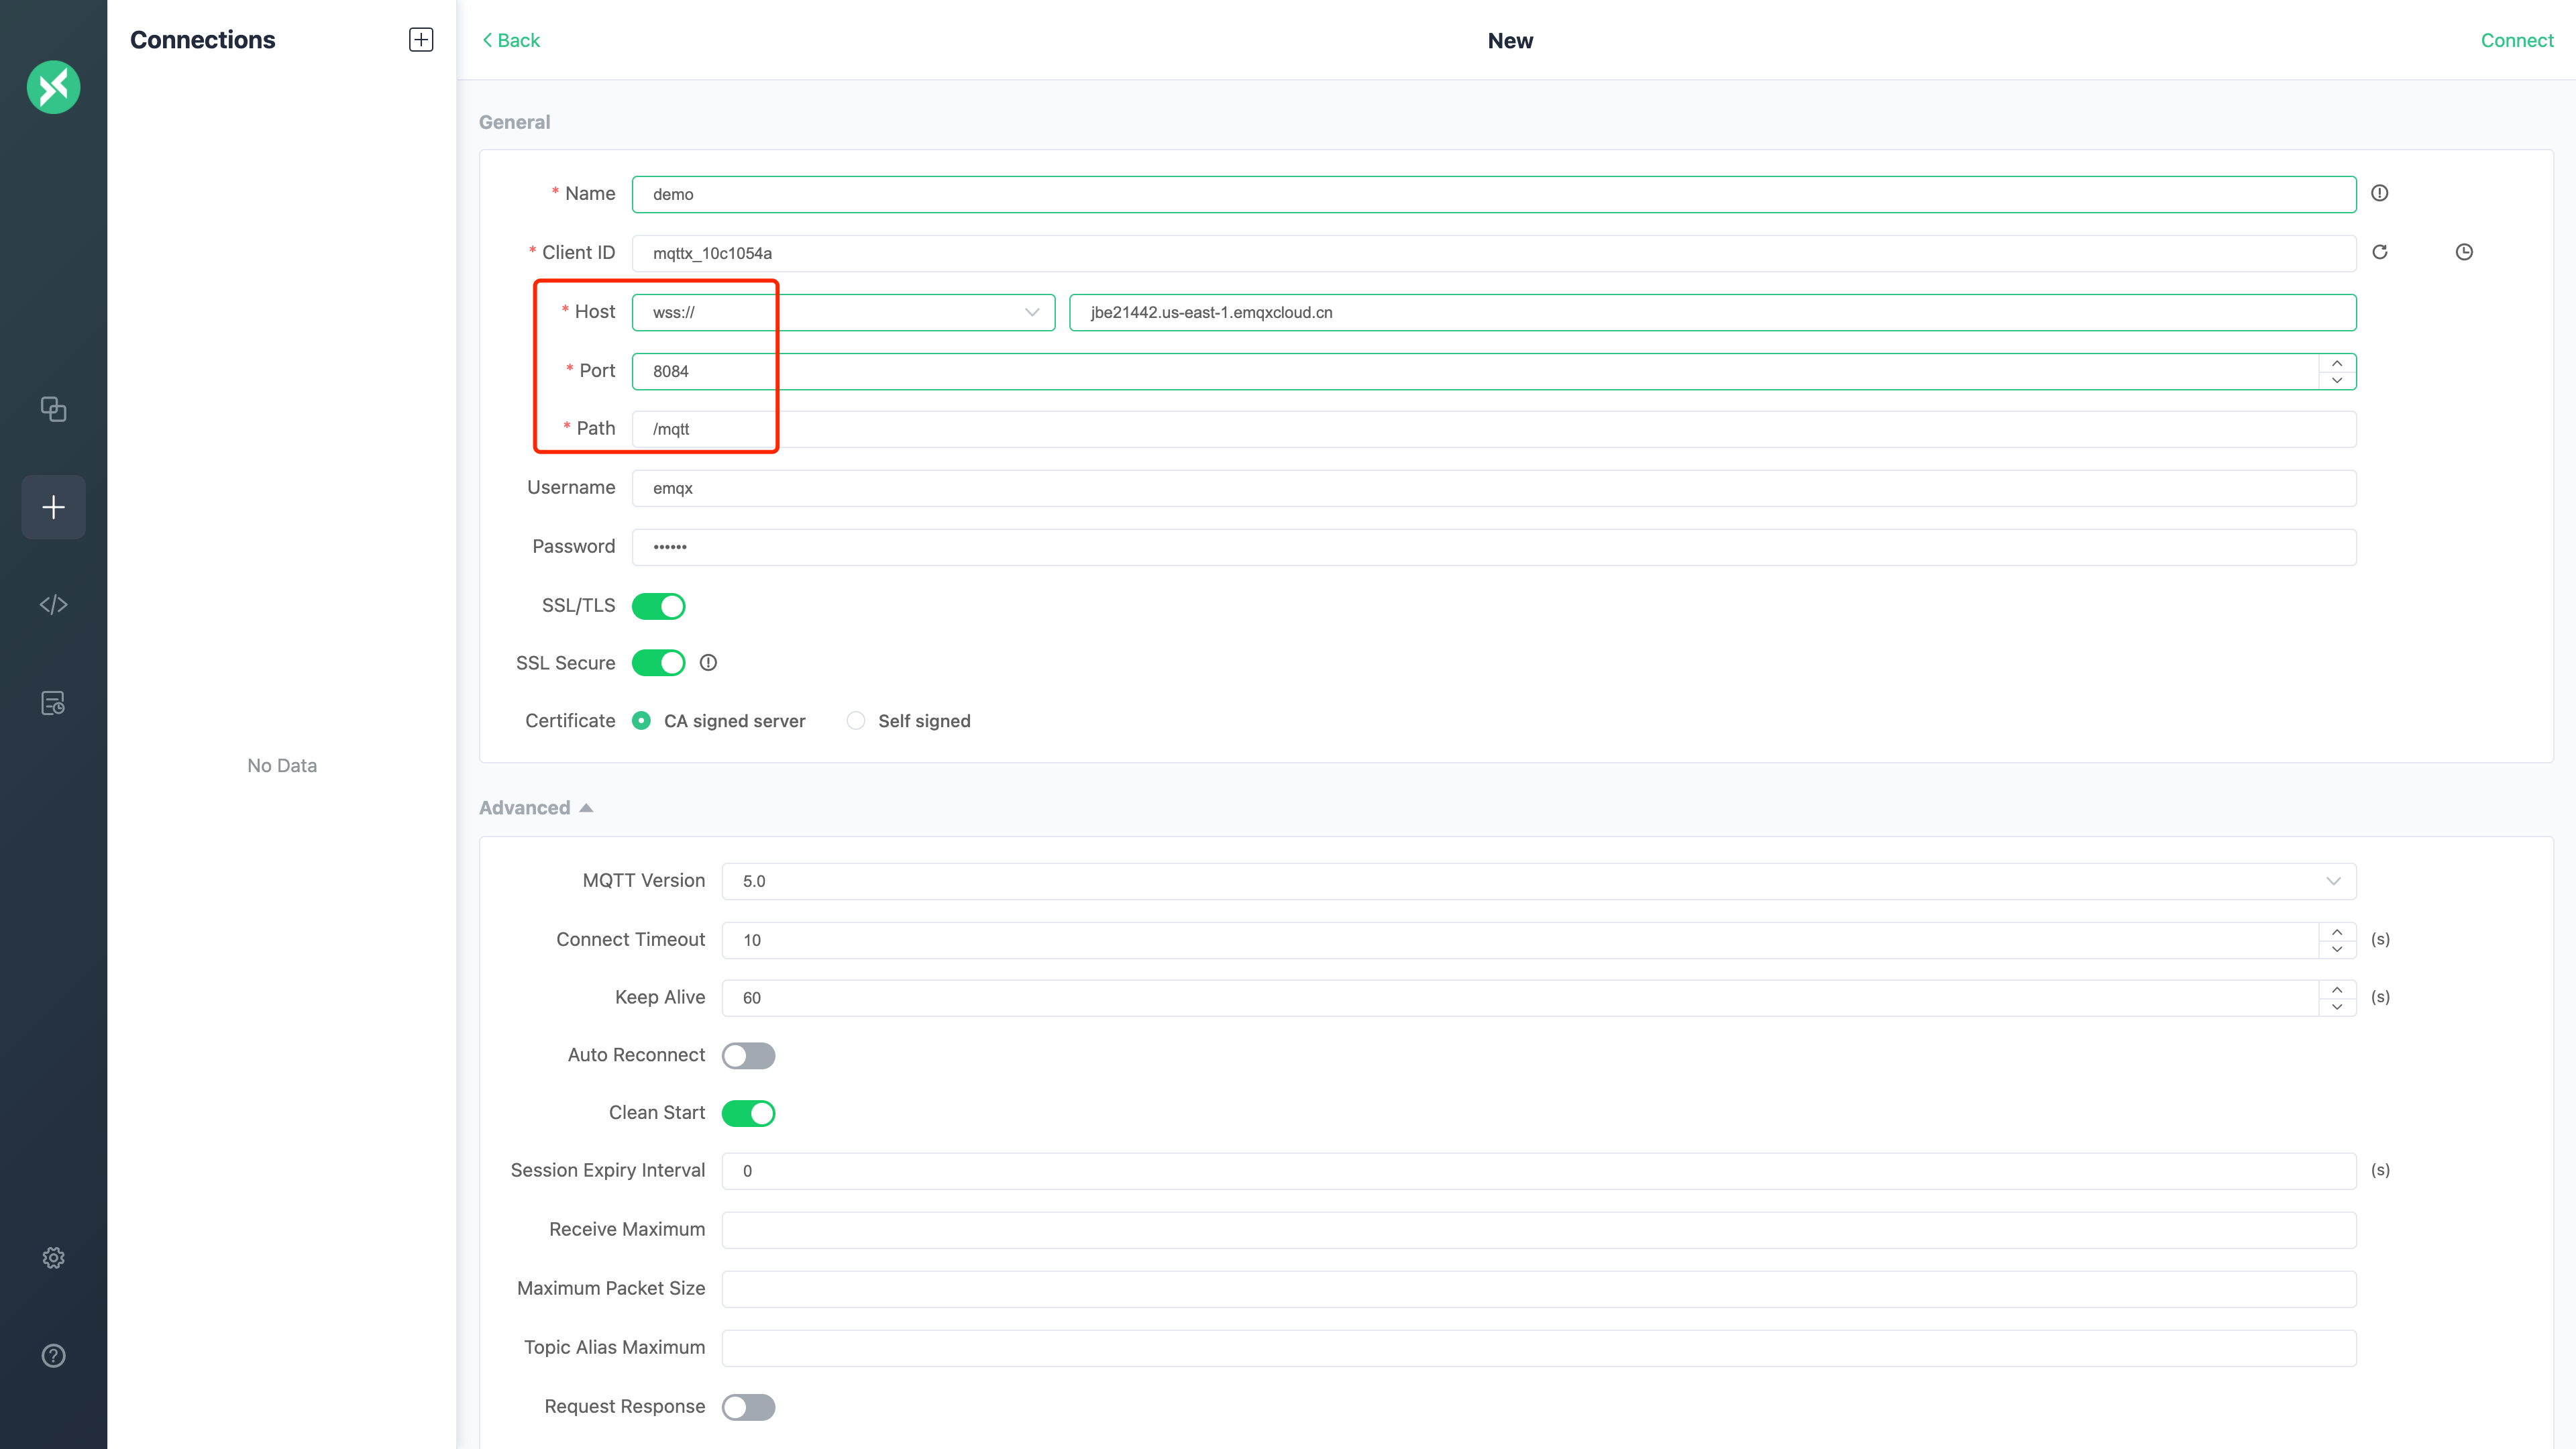 Connections
Back
New
Connect
General
* Name demo
* Client ID mqttx_10c1054a
* Host wss:// jbe21442.us-east-1.emqxcloud.cn
* Port 8084
* Path /mqtt
Username emqx
Password ••••••
SSL/TLS
SSL Secure
Certificate CA signed server Self signed
No Data
Advanced
MQTT Version 5.0
Connect Timeout 10 (s)
Keep Alive 60 (s)
Auto Reconnect
Clean Start
Session Expiry Interval 0 (s)
Receive Maximum
Maximum Packet Size
Topic Alias Maximum
Request Response